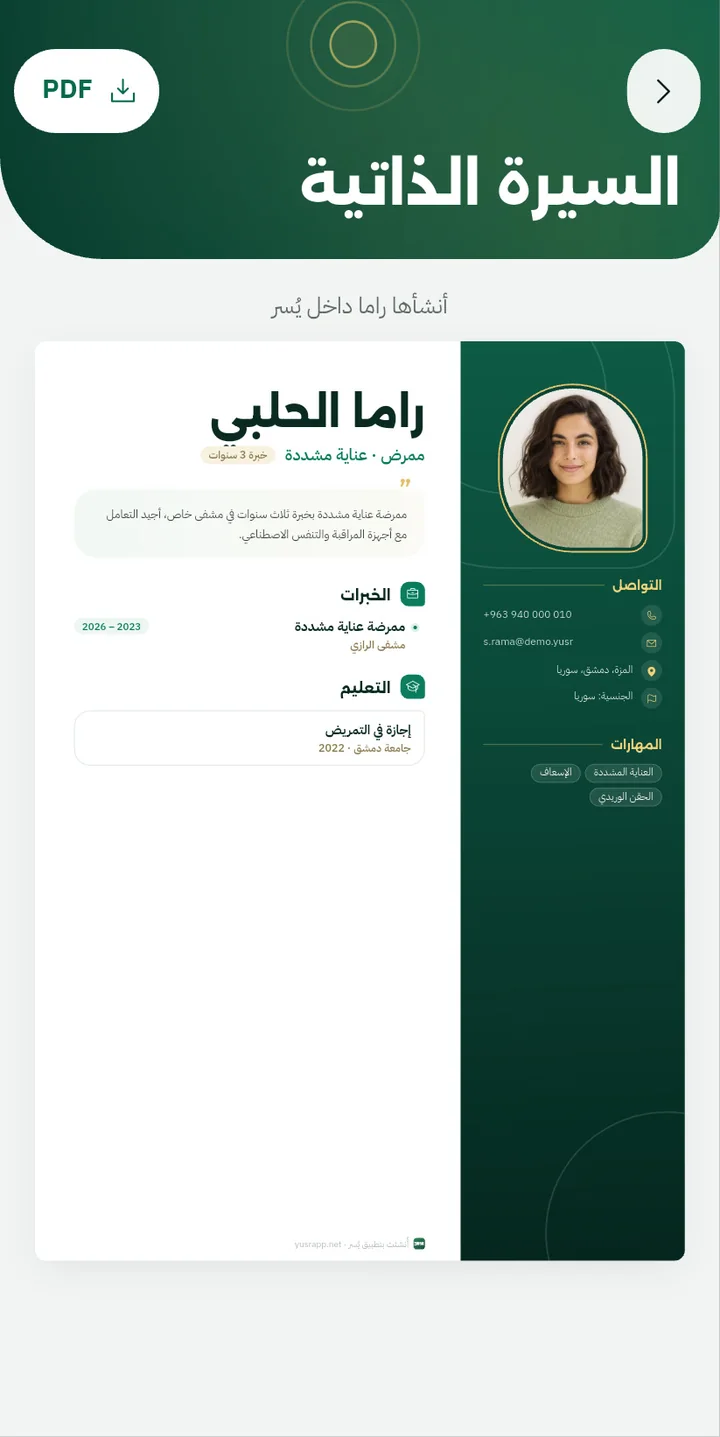 PDF
السيرة الذاتية
أنشأها راما داخل يُسر
راما الحلبي
ممرض · عناية مشددة
خبرة 3 سنوات
”
ممرضة عناية مشددة بخبرة ثلاث سنوات في مشفى خاص، أجيد التعامل
مع أجهزة المراقبة والتنفس الاصطناعي.
الخبرات
ممرضة عناية مشددة
2023 – 2026
مشفى الرازي
التعليم
إجازة في التمريض
جامعة دمشق · 2022
التواصل
+963 940 000 010
s.rama@demo.yusr
المزة، دمشق، سوريا
الجنسية: سوريا
المهارات
العناية المشددة
الإسعاف
الحقن الوريدي
أُنشئت بتطبيق يُسر · yusrapp.net